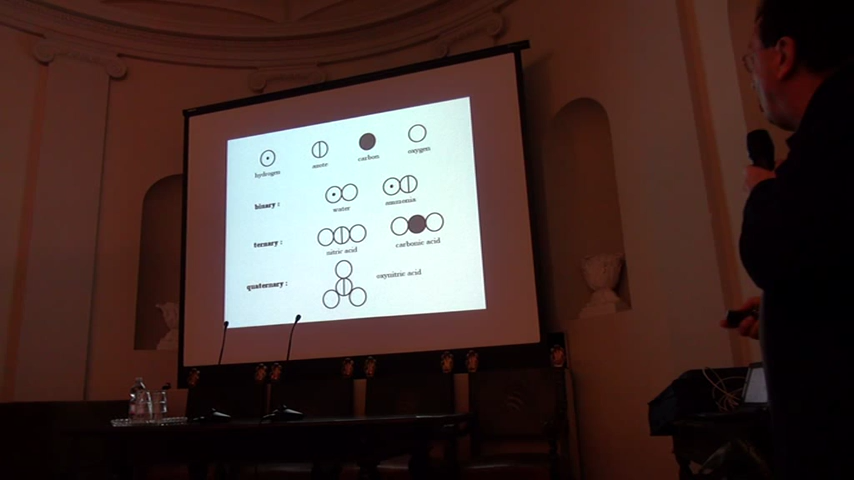 hydrogen azote carbon oxygen
binary :
water ammonia
ternary :
nitric acid carbonic acid
quaternary : oxynitric acid